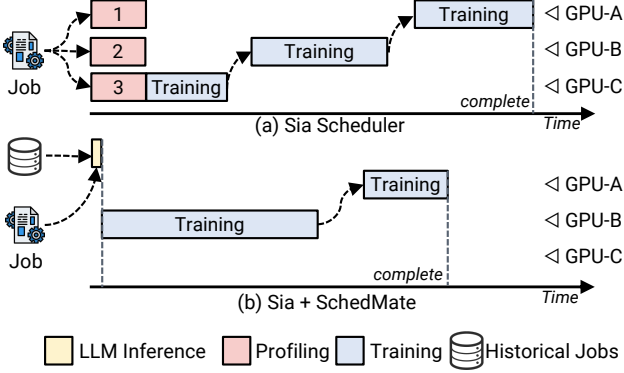 1
Training
◁ GPU-A
2
Training
◁ GPU-B
Job
3
Training
◁ GPU-C
complete
(a) Sia Scheduler
Time
Training
◁ GPU-A
Training
◁ GPU-B
Job
◁ GPU-C
complete
(b) Sia + SchedMate
Time
LLM Inference
Profiling
Training
Historical Jobs